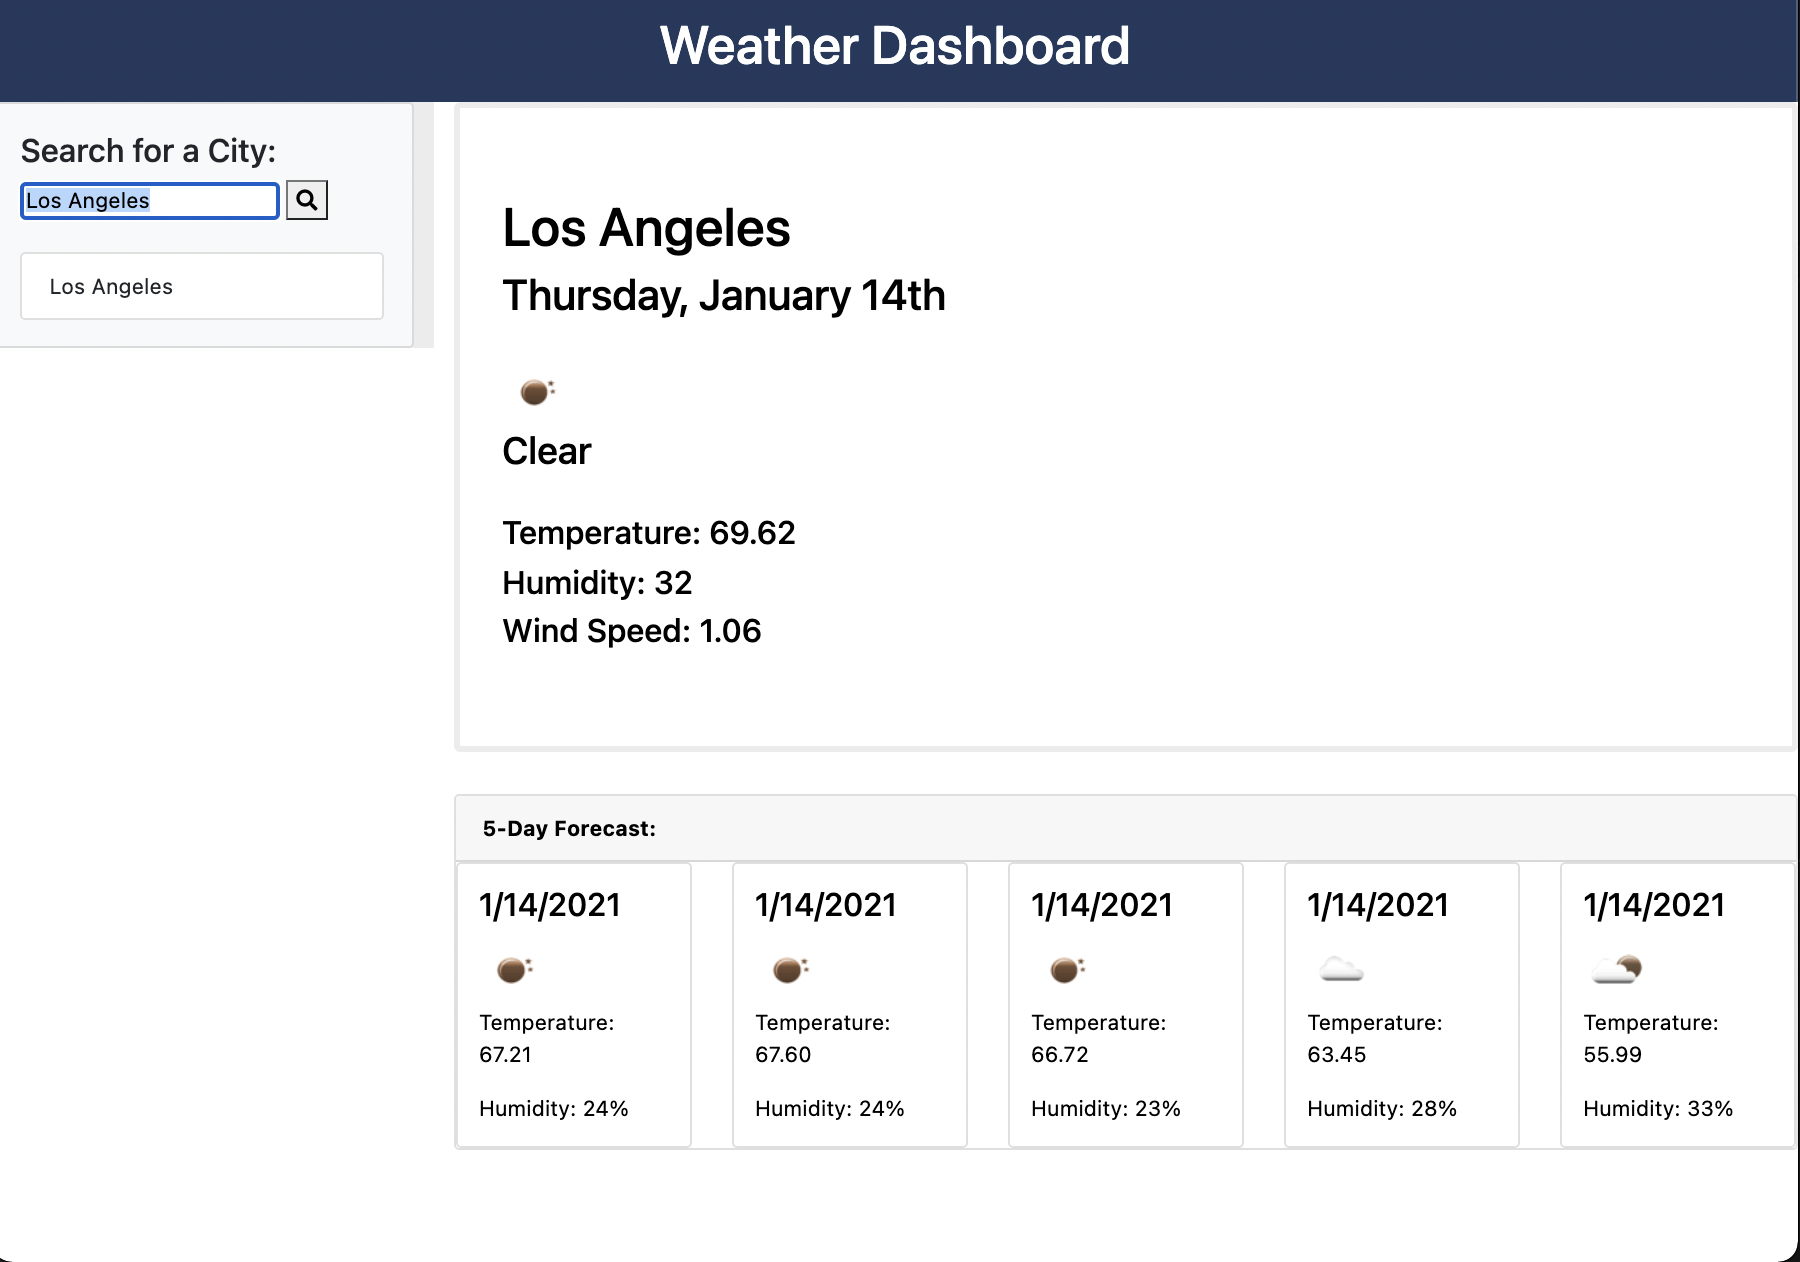 Weather Dashboard
Search for a City:
Los Angeles
Los Angeles
Los Angeles
Thursday, January 14th
Clear
Temperature: 69.62
Humidity: 32
Wind Speed: 1.06
5-Day Forecast:
1/14/2021
Temperature:
67.21
Humidity: 24%
1/14/2021
Temperature:
67.60
Humidity: 24%
1/14/2021
Temperature:
66.72
Humidity: 23%
1/14/2021
Temperature:
63.45
Humidity: 28%
1/14/2021
Temperature:
55.99
Humidity: 33%